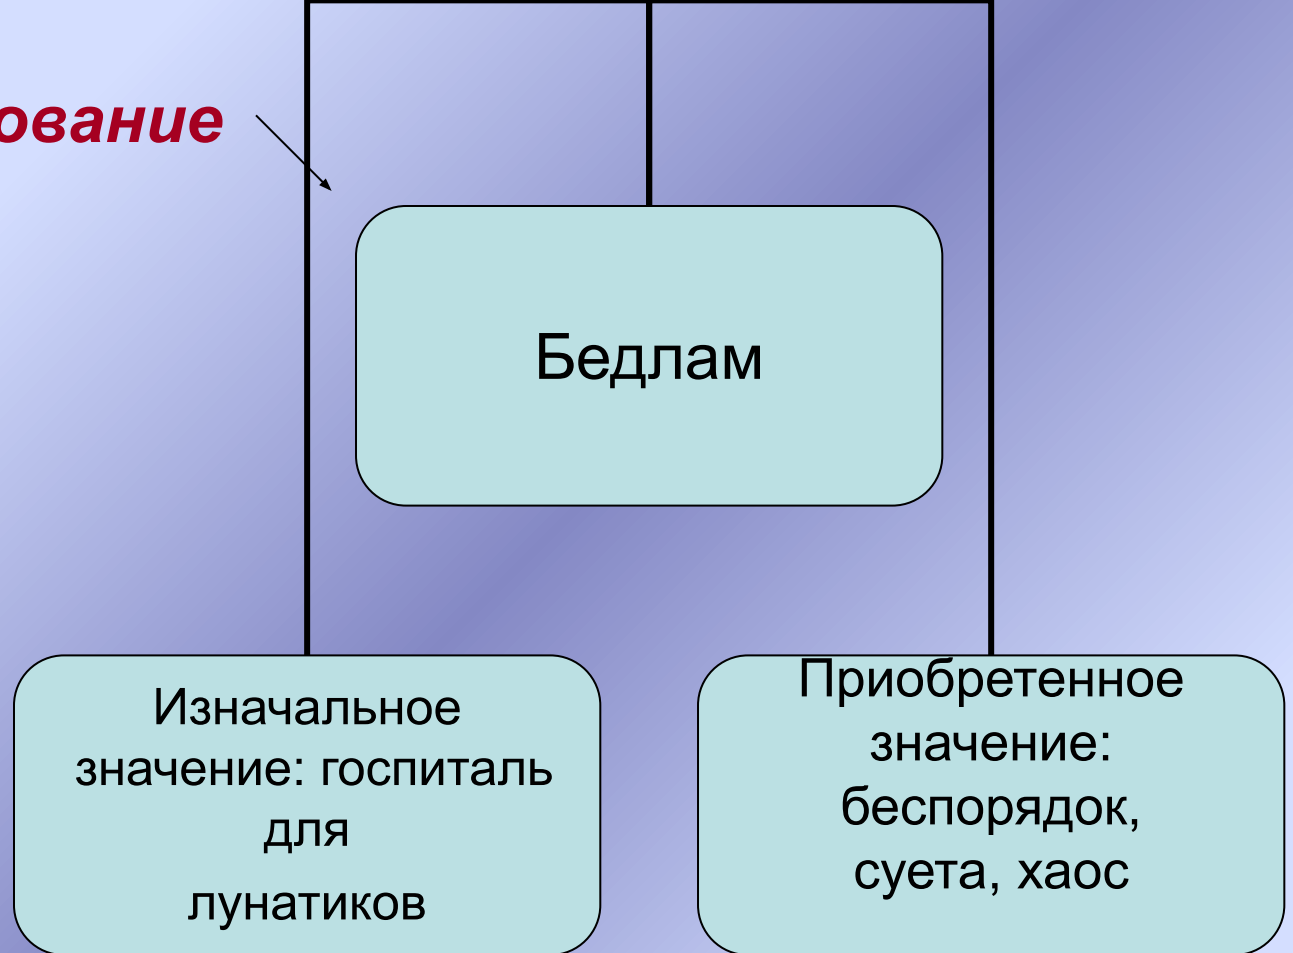 ование
Бедлам
Изначальное
значение: госпиталь
для
лунатиков
Приобретенное
значение:
беспорядок,
суета, хаос